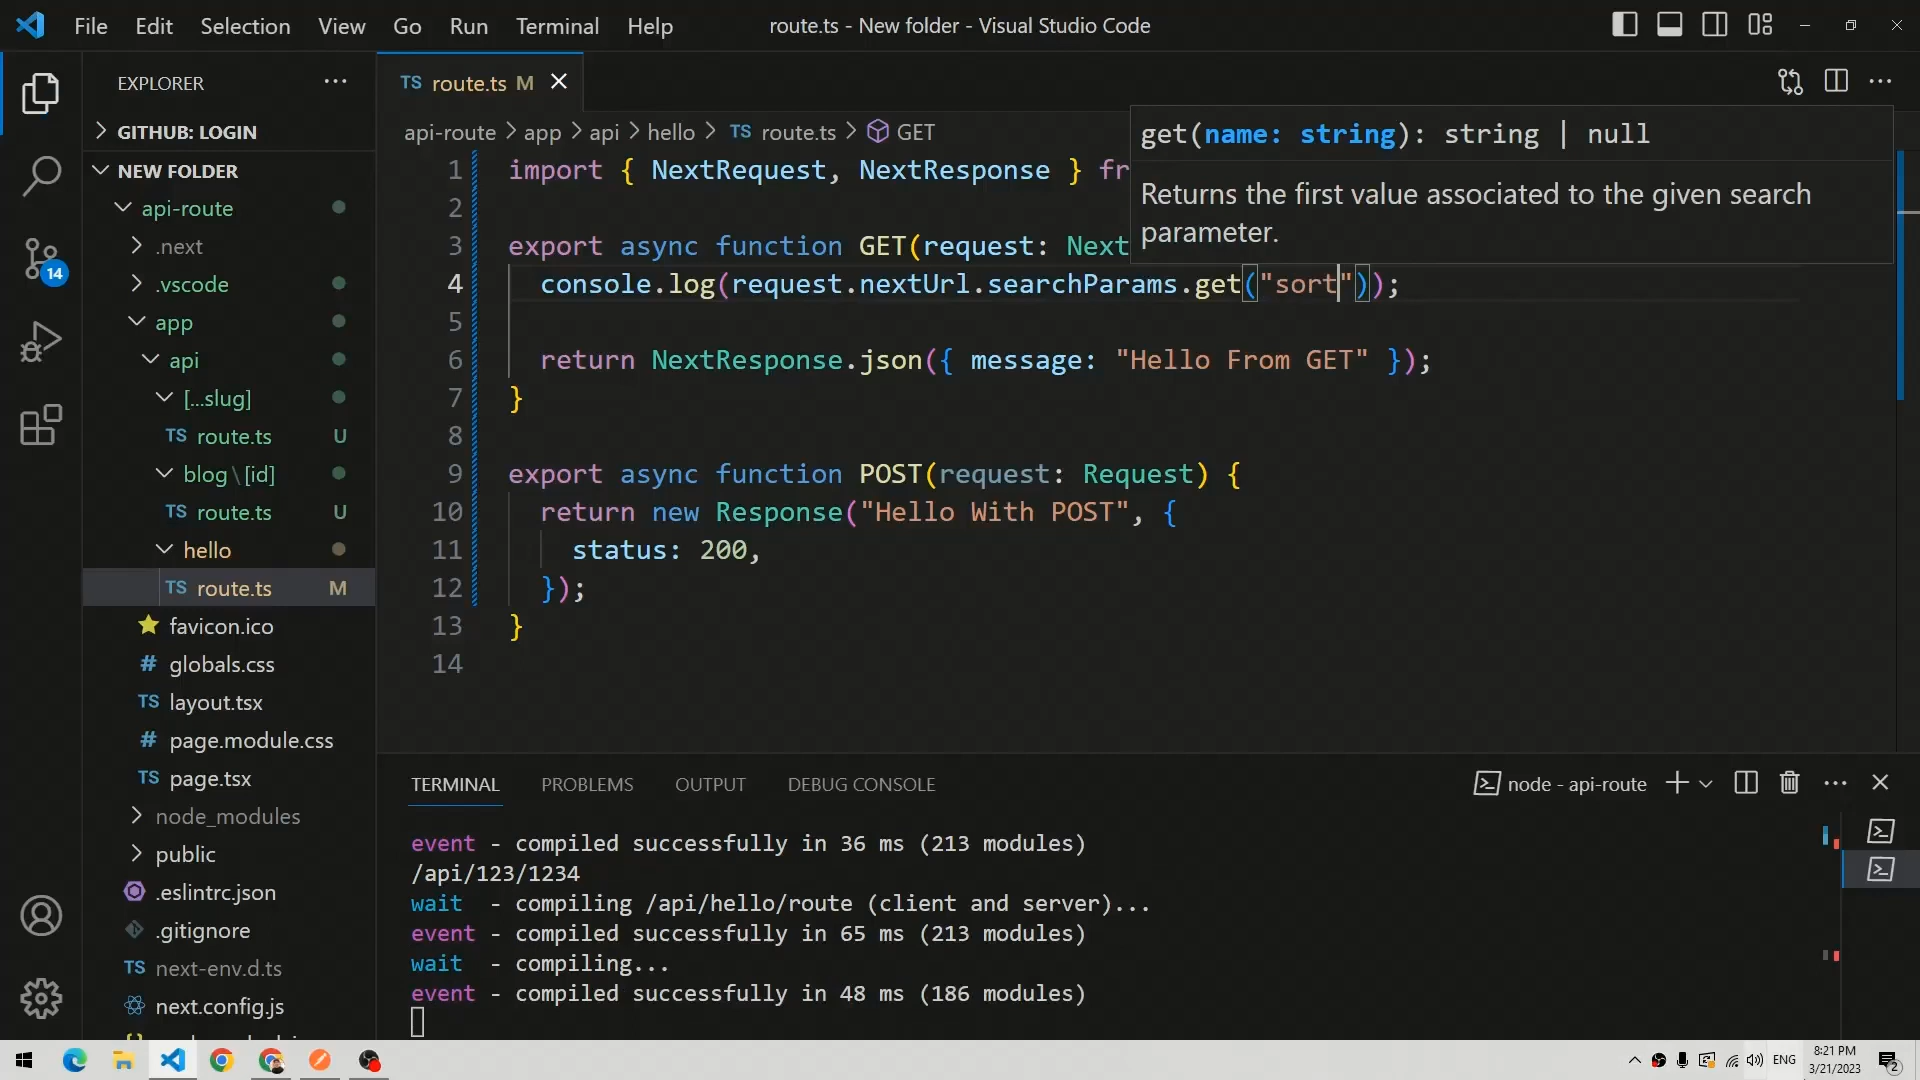 File Edit Selection View Go Run Terminal Help
route.ts - New folder - Visual Studio Code
EXPLORER
GITHUB: LOGIN
NEW FOLDER
api-route
.next
.vscode
app
api
[...slug]
TS route.ts U
blog\[id]
TS route.ts U
hello
TS route.ts M
favicon.ico
# globals.css
TS layout.tsx
# page.module.css
TS page.tsx
node_modules
public
.eslintrc.json
.gitignore
TS next-env.d.ts
next.config.js
14
TS route.ts M
api-route > app > api > hello > TS route.ts > GET
get(name: string): string | null
Returns the first value associated to the given search
parameter.
1 import { NextRequest, NextResponse } fr
2
3 export async function GET(request: Next
4 console.log(request.nextUrl.searchParams.get("sort"));
5
6 return NextResponse.json({ message: "Hello From GET" });
7 }
8
9 export async function POST(request: Request) {
10 return new Response("Hello With POST", {
11 status: 200,
12 });
13 }
14
TERMINAL PROBLEMS OUTPUT DEBUG CONSOLE
node - api-route
event - compiled successfully in 36 ms (213 modules)
/api/123/1234
wait - compiling /api/hello/route (client and server)...
event - compiled successfully in 65 ms (213 modules)
wait - compiling...
event - compiled successfully in 48 ms (186 modules)
ENG
8:21 PM
3/21/2023
2